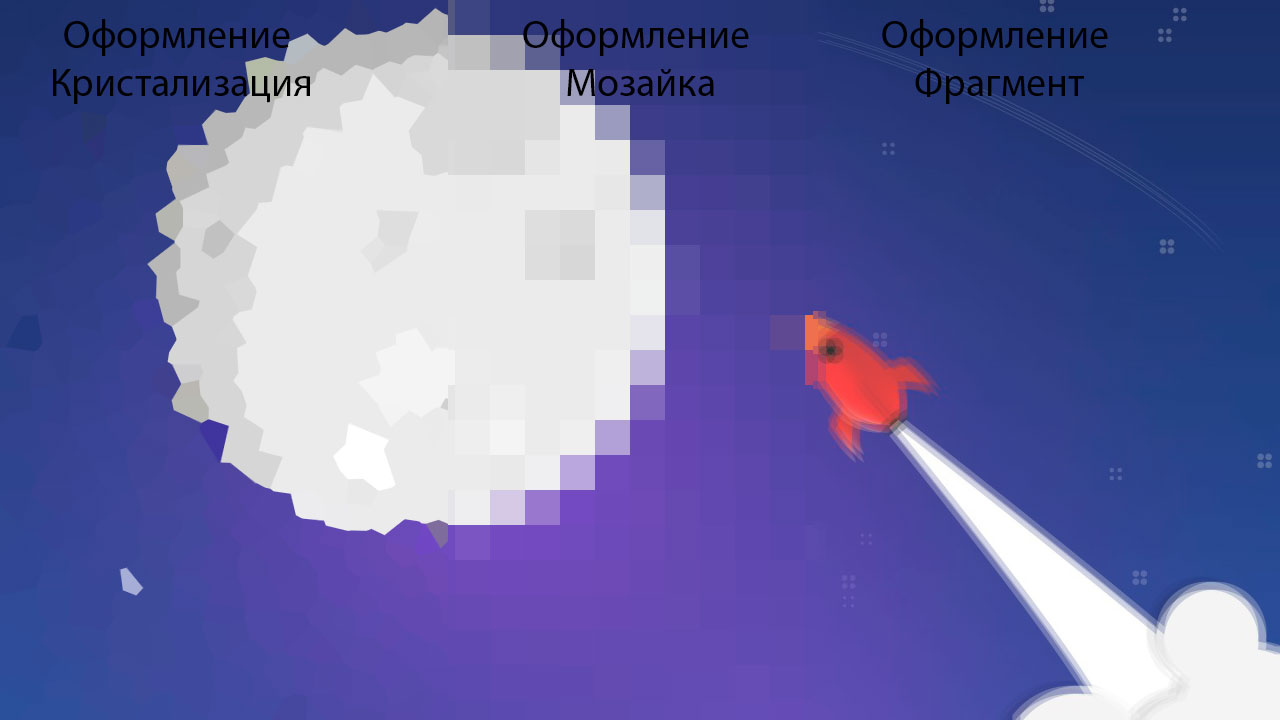 Оформление
Кристализация
Оформление
Мозайка
Оформление
Фрагмент